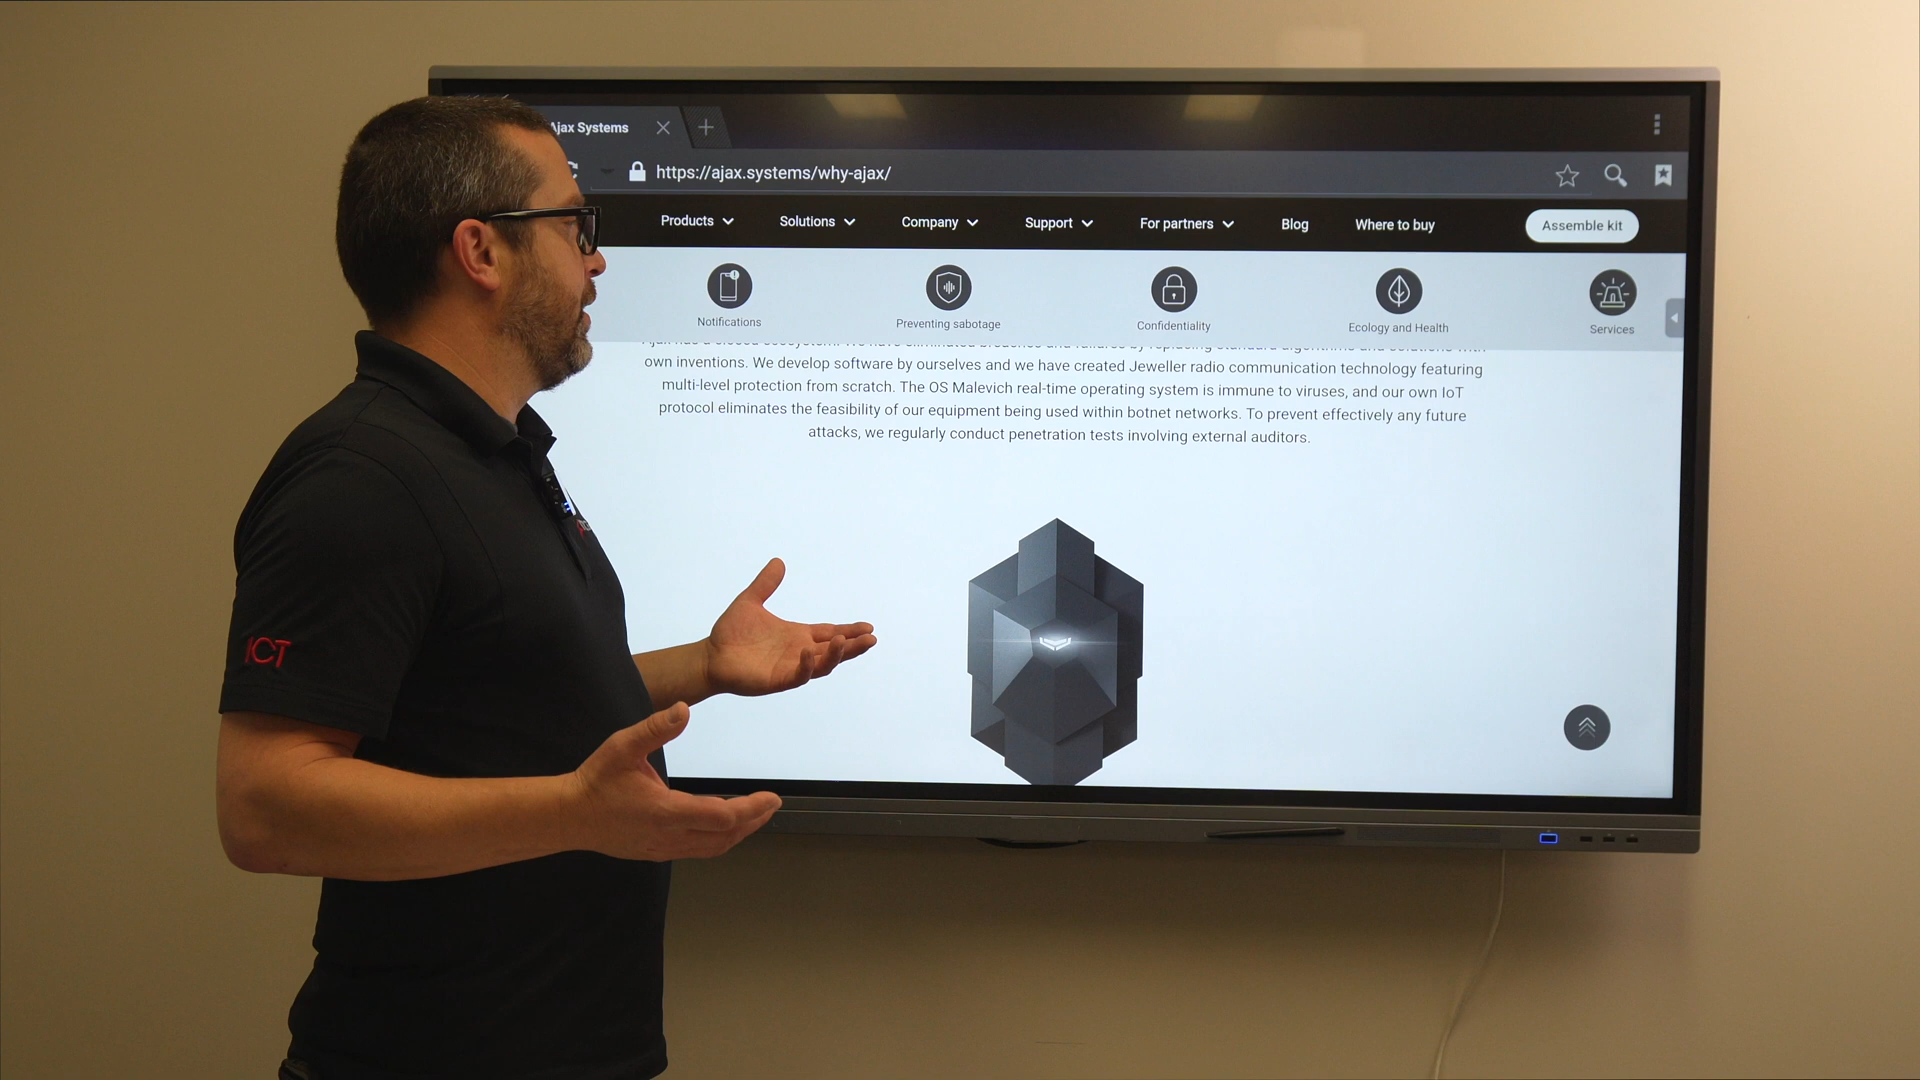 Ajax Systems
https://ajax.systems/why-ajax/
Products
Solutions
Company
Support
For partners
Blog
Where to buy
Assemble kit
Notifications
Preventing sabotage
Confidentiality
Ecology and Health
Services
own inventions. We develop software by ourselves and we have created Jeweller radio communication technology featuring
multi-level protection from scratch. The OS Malevich real-time operating system is immune to viruses, and our own IoT
protocol eliminates the feasibility of our equipment being used within botnet networks. To prevent effectively any future
attacks, we regularly conduct penetration tests involving external auditors.
ICT